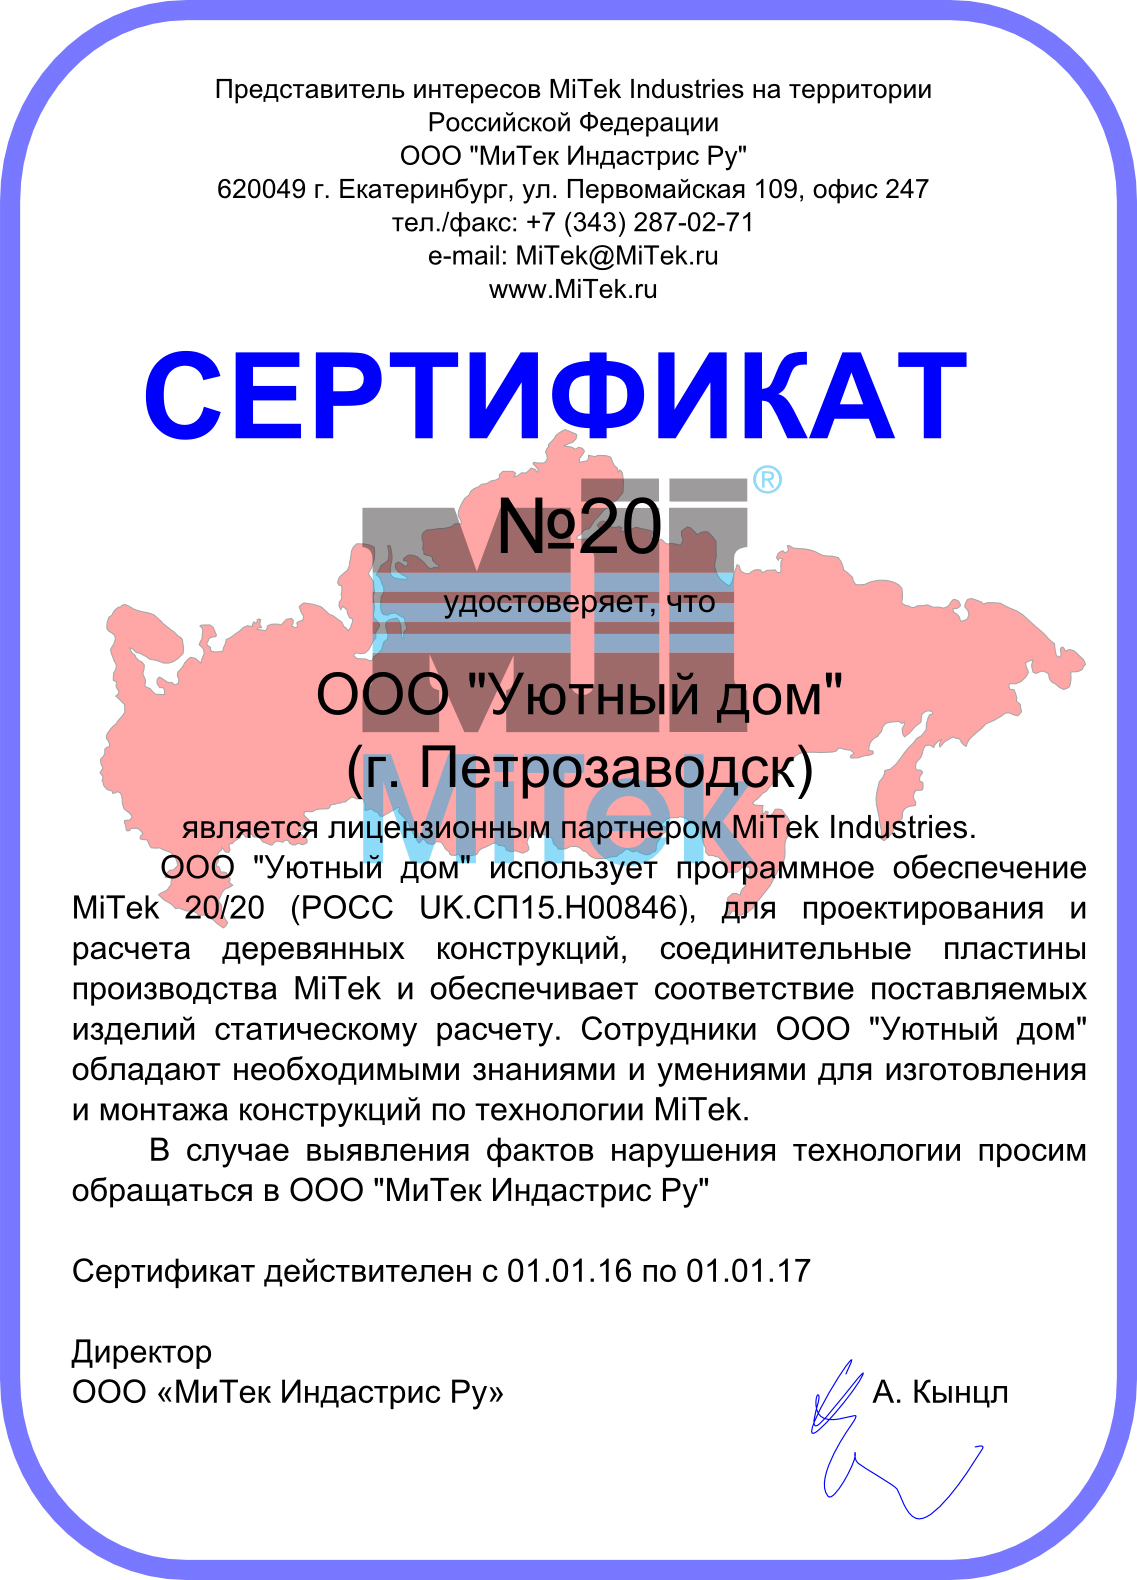 Представитель интересов MiTek Industries на территории
Российской Федерации
ООО "МиТек Индастрис Ру"
620049 г. Екатеринбург, ул. Первомайская 109, офис 247
тел./факс: +7 (343) 287-02-71
e-mail: MiTek@MiTek.ru
www.MiTek.ru
СЕРТИФИКАТ
®
№20
удостоверяет, что
ООО "Уютный дом"
(г. Петрозаводск)
MiTek
является лицензионным партнером MiTek Industries.
ООО "Уютный дом" использует программное обеспечение
MiTek 20/20 (РОСС UK.СП15.Н00846), для проектирования и
расчета деревянных конструкций, соединительные пластины
производства MiTek и обеспечивает соответствие поставляемых
изделий статическому расчету. Сотрудники ООО "Уютный дом"
обладают необходимыми знаниями и умениями для изготовления
и монтажа конструкций по технологии MiTek.
В случае выявления фактов нарушения технологии просим
обращаться в ООО "МиТек Индастрис Ру"
Сертификат действителен с 01.01.16 по 01.01.17
Директор
ООО «МиТек Индастрис Ру» А. Кынцл